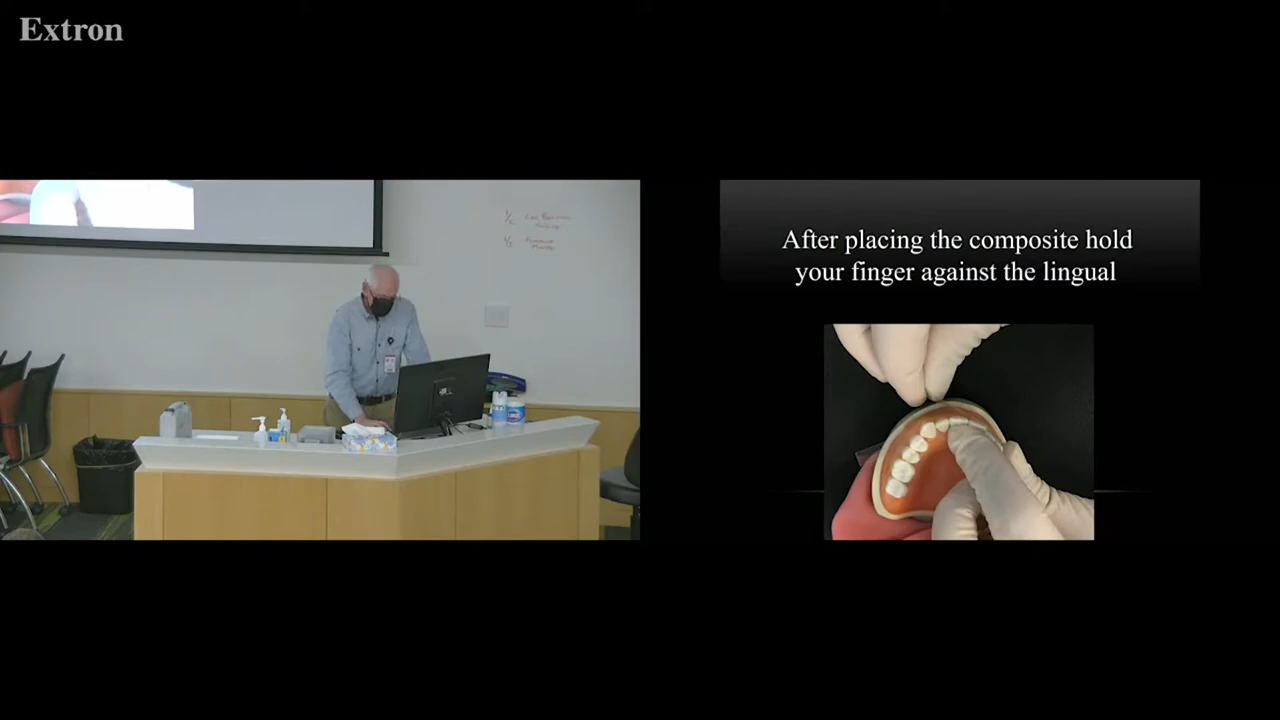 Extron
After placing the composite hold
your finger against the lingual